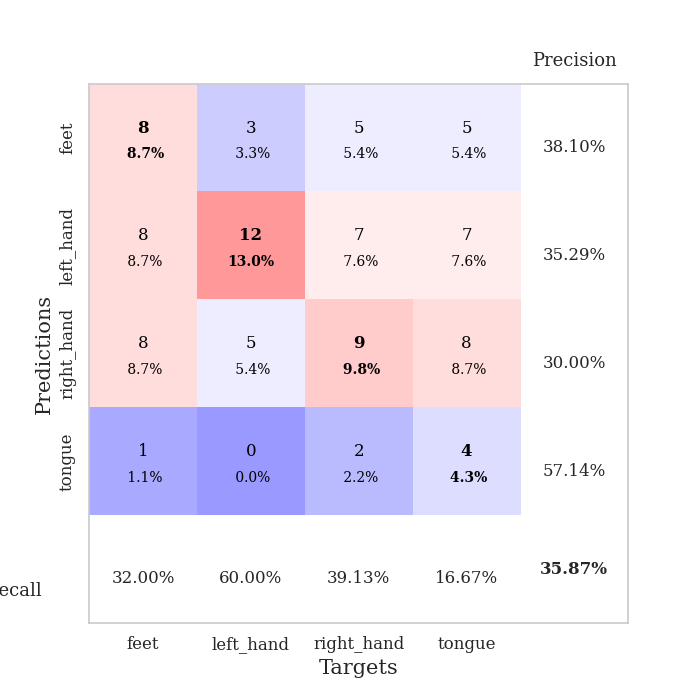 Precision
feet
8 3 5 5 38.10%
8.7% 3.3% 5.4% 5.4%
left_hand
8 12 7 7 35.29%
8.7% 13.0% 7.6% 7.6%
Predictions
right_hand
8 5 9 8 30.00%
8.7% 5.4% 9.8% 8.7%
tongue
1 0 2 4 57.14%
1.1% 0.0% 2.2% 4.3%
ecall 32.00% 60.00% 39.13% 16.67% 35.87%
feet left_hand right_hand tongue
Targets